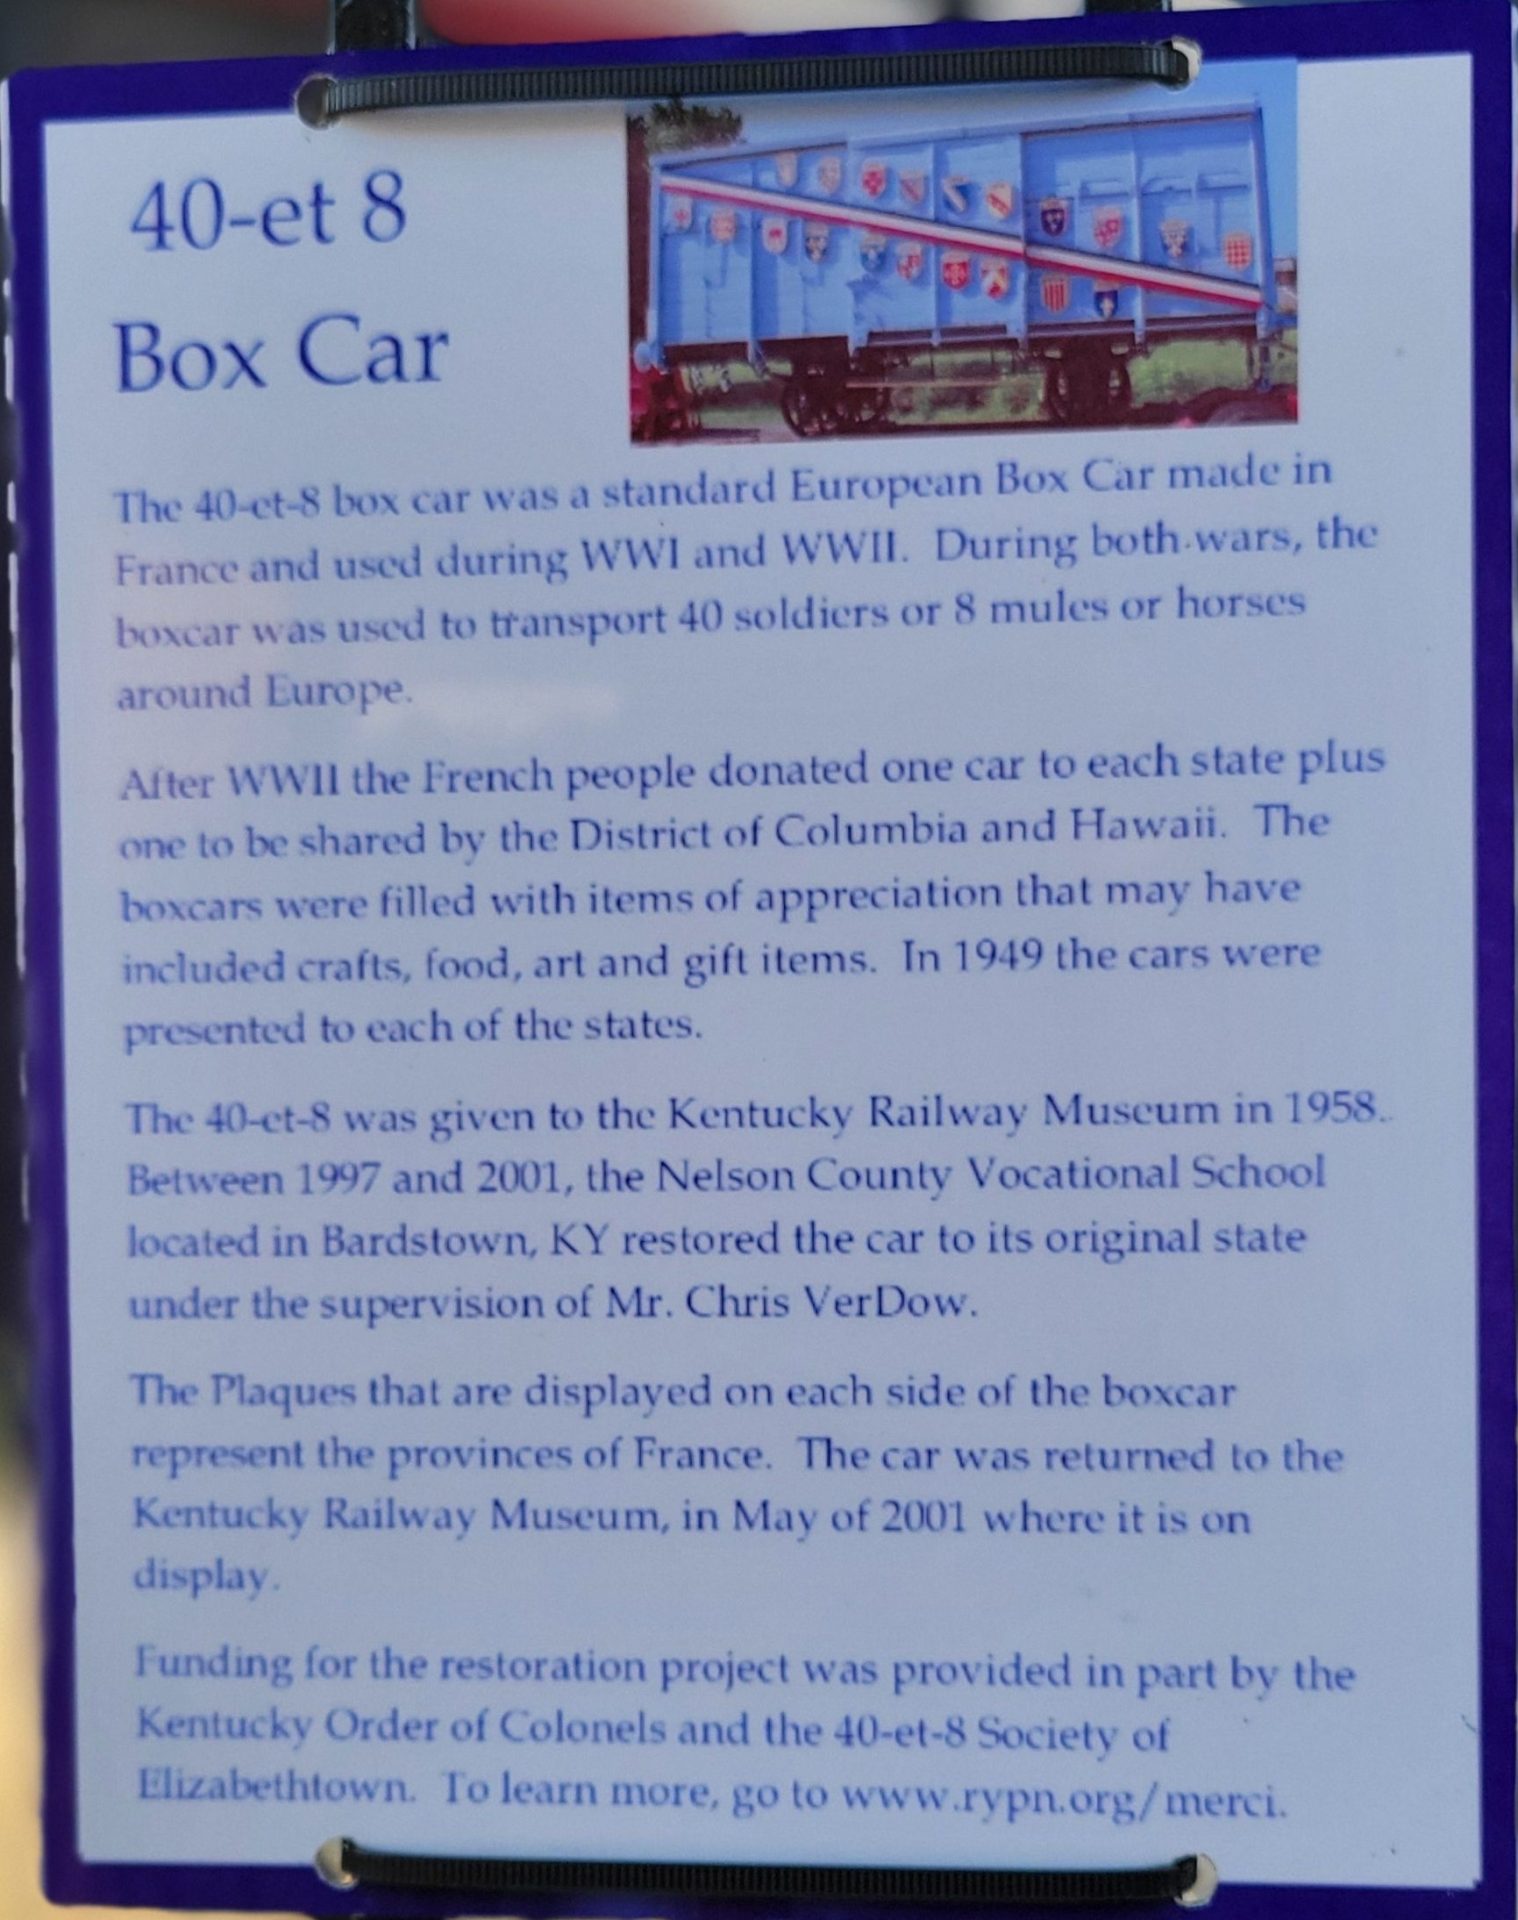 40-et 8
Box Car
The 40-et-8 box car was a standard European Box Car made in
France and used during WWI and WWII. During both wars, the
boxcar was used to transport 40 soldiers or 8 mules or horses
around Europe.
After WWII the French people donated one car to each state plus
one to be shared by the District of Columbia and Hawaii. The
boxcars were filled with items of appreciation that may have
included crafts, food, art and gift items. In 1949 the cars were
presented to each of the states.
The 40-et-8 was given to the Kentucky Railway Museum in 1958.
Between 1997 and 2001, the Nelson County Vocational School
located in Bardstown, KY restored the car to its original state
under the supervision of Mr. Chris VerDow.
The Plaques that are displayed on each side of the boxcar
represent the provinces of France. The car was returned to the
Kentucky Railway Museum, in May of 2001 where it is on
display.
Funding for the restoration project was provided in part by the
Kentucky Order of Colonels and the 40-et-8 Society of
Elizabethtown. To learn more, go to www.rypn.org/merci.